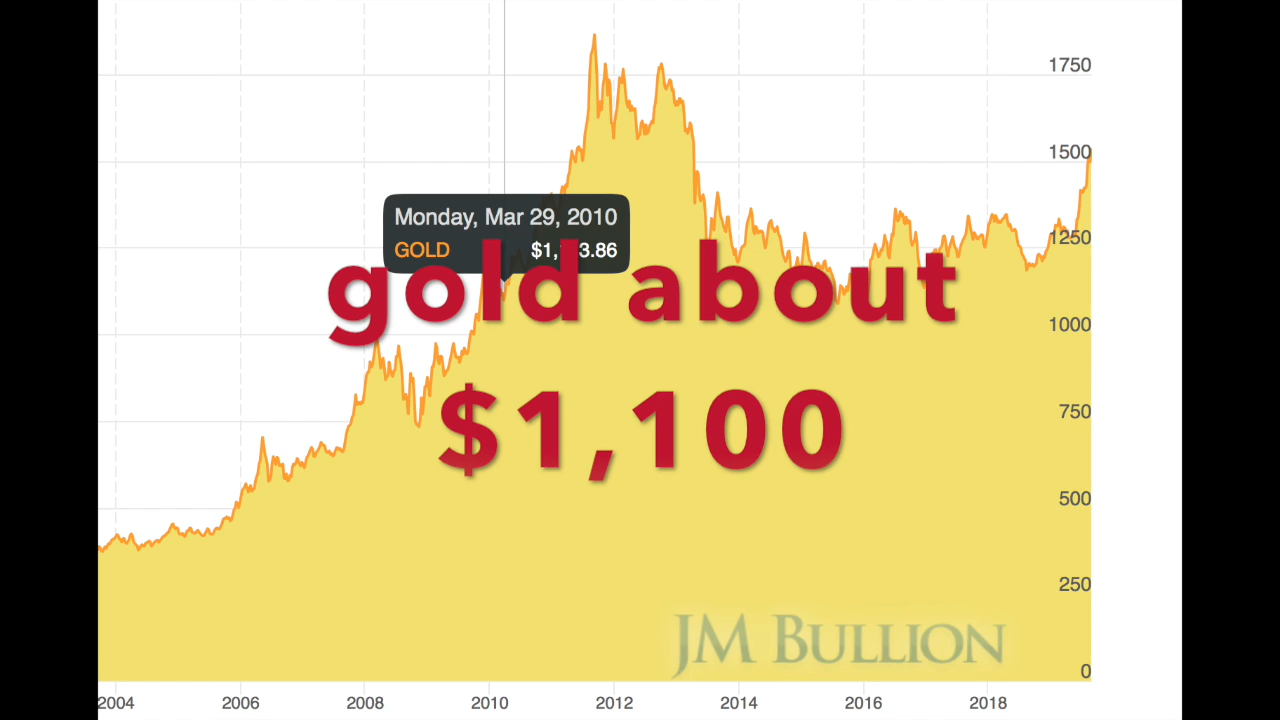 1750
1500
Monday, Mar 29, 2010
GOLD
1250
gold about
1000
$1,100
750
500
250
JM BULLION
0
2004 2006 2008 2010 2012 2014 2016 2018